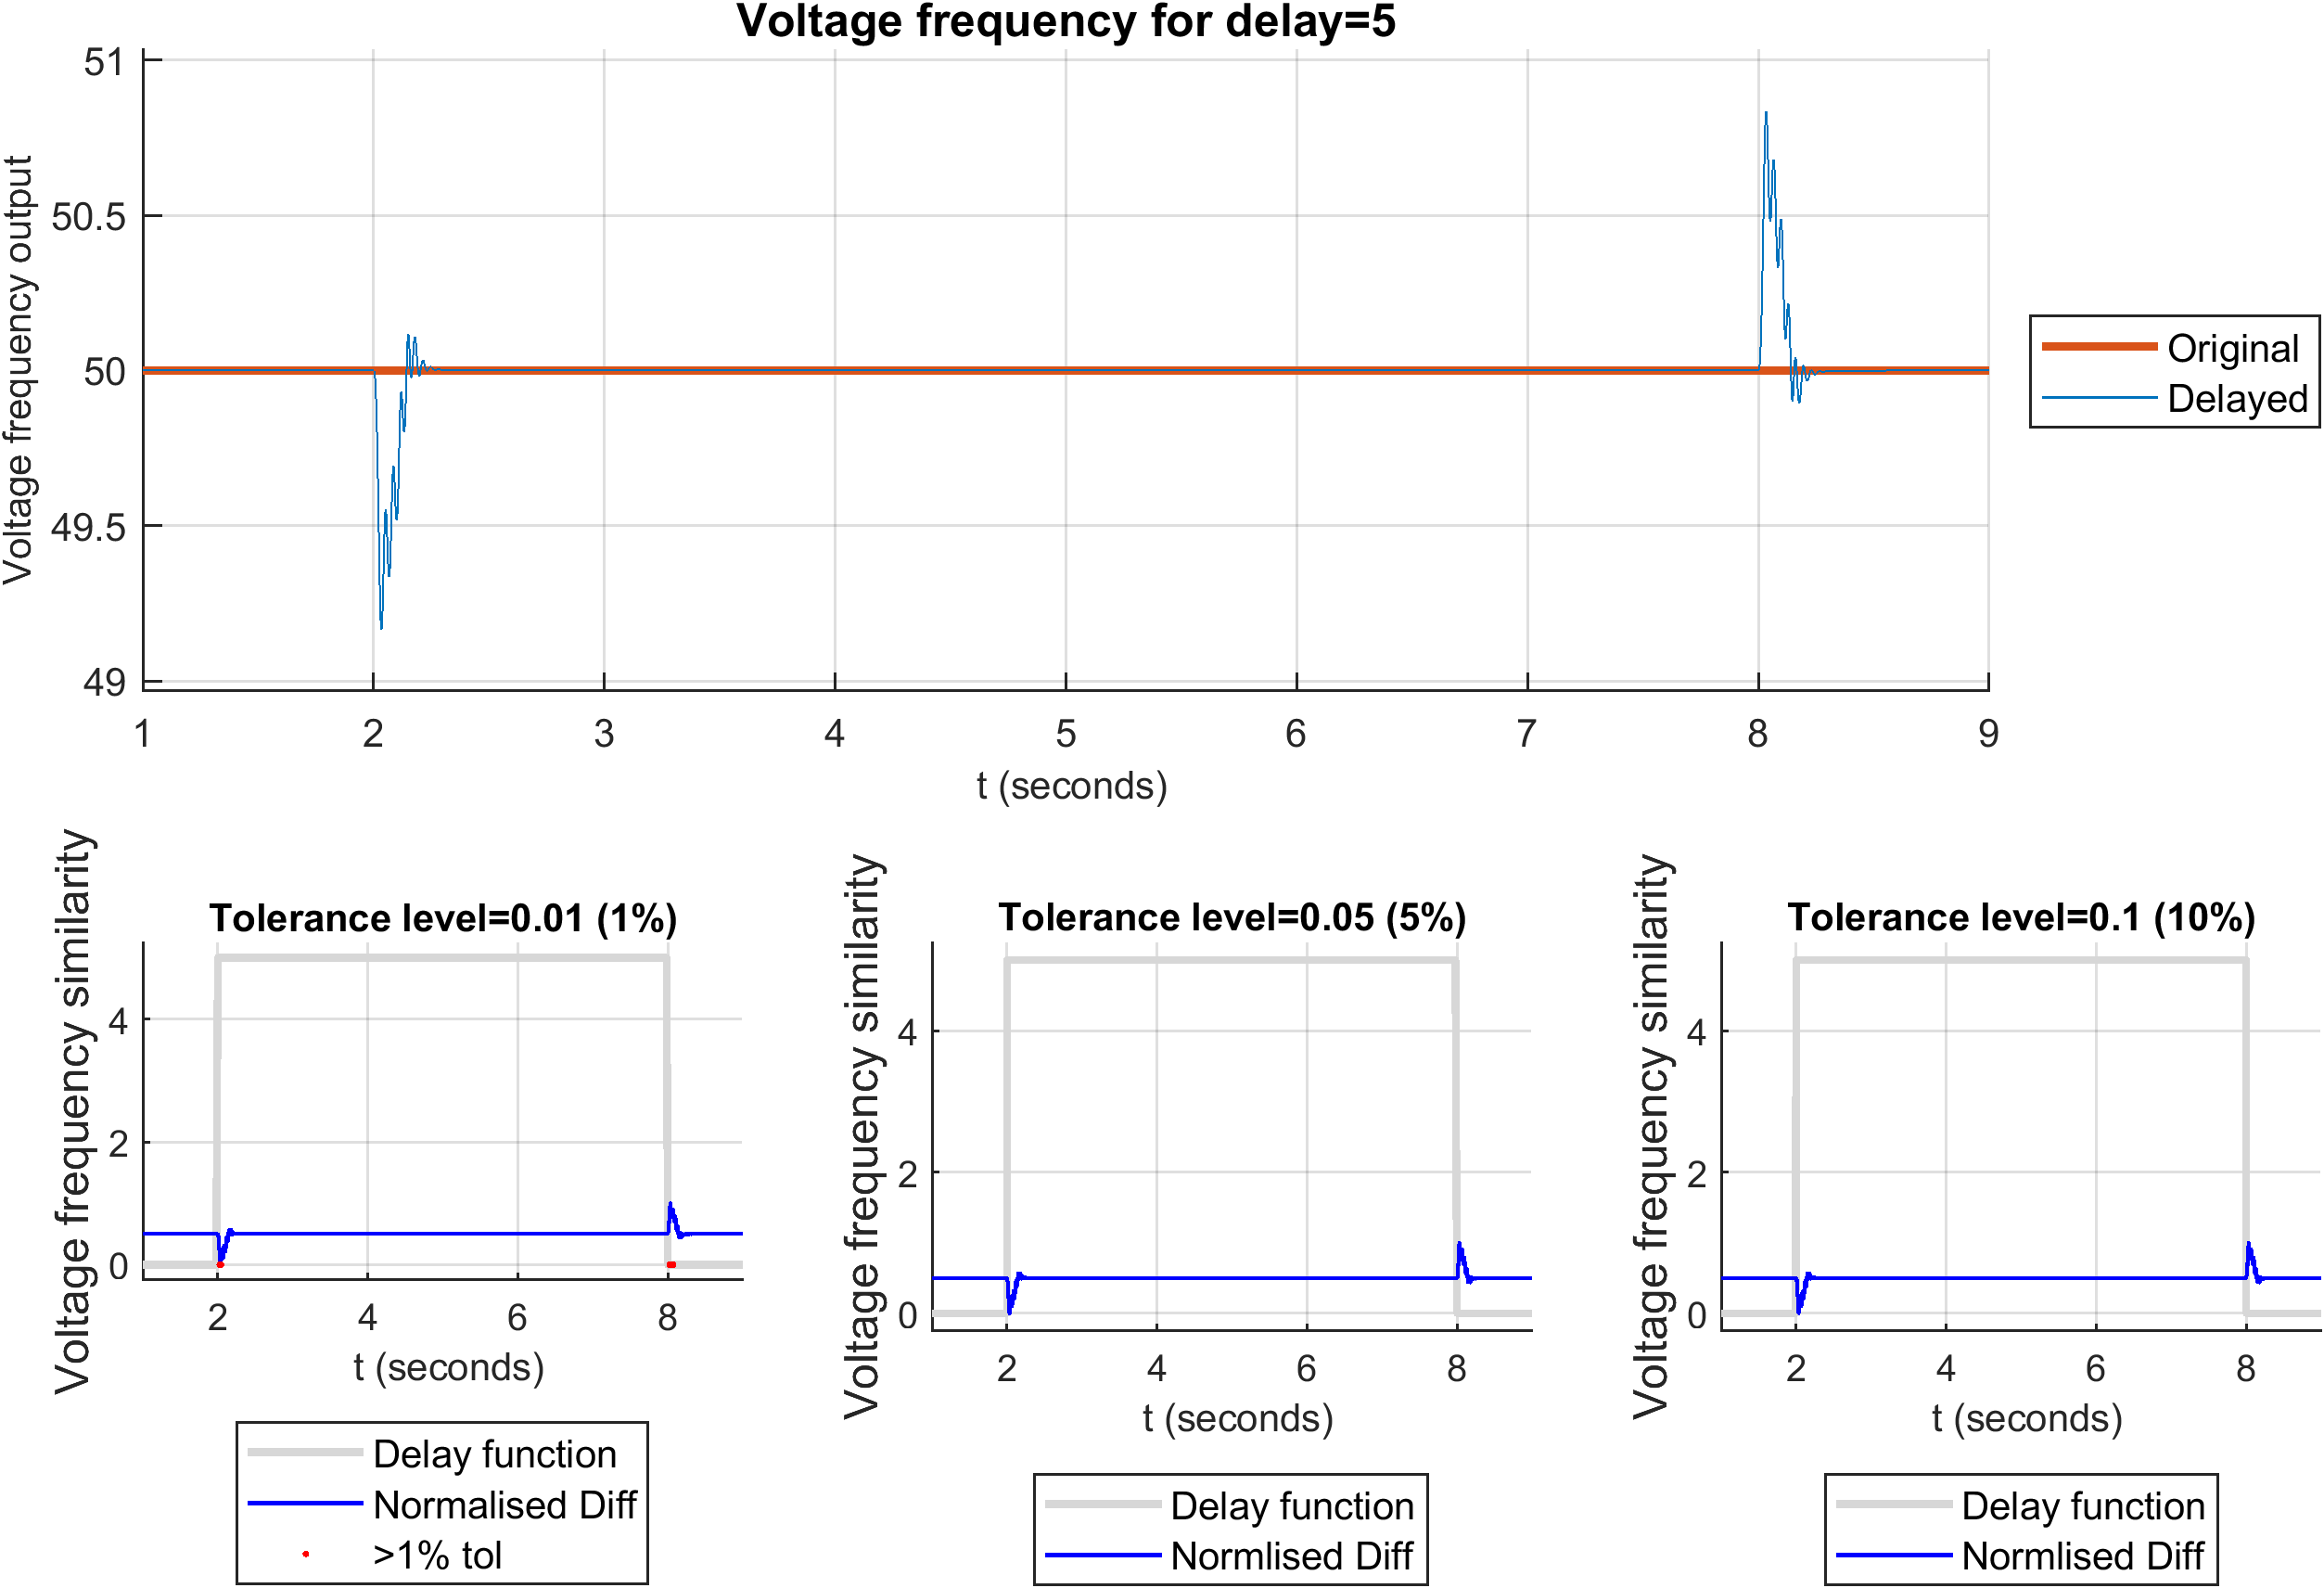 Voltage frequency for delay=5
Voltage frequency output
51
50.5
50
49.5
49
1 2 3 4 5 6 7 8 9
t (seconds)
Original
Delayed
Tolerance level=0.01 (1%)
Voltage frequency similarity
4
2
0
2 4 6 8
t (seconds)
Delay function
Normalised Diff
>1% tol
Tolerance level=0.05 (5%)
Voltage frequency similarity
4
2
0
2 4 6 8
t (seconds)
Delay function
Normlised Diff
Tolerance level=0.1 (10%)
Voltage frequency similarity
4
2
0
2 4 6 8
t (seconds)
Delay function
Normlised Diff